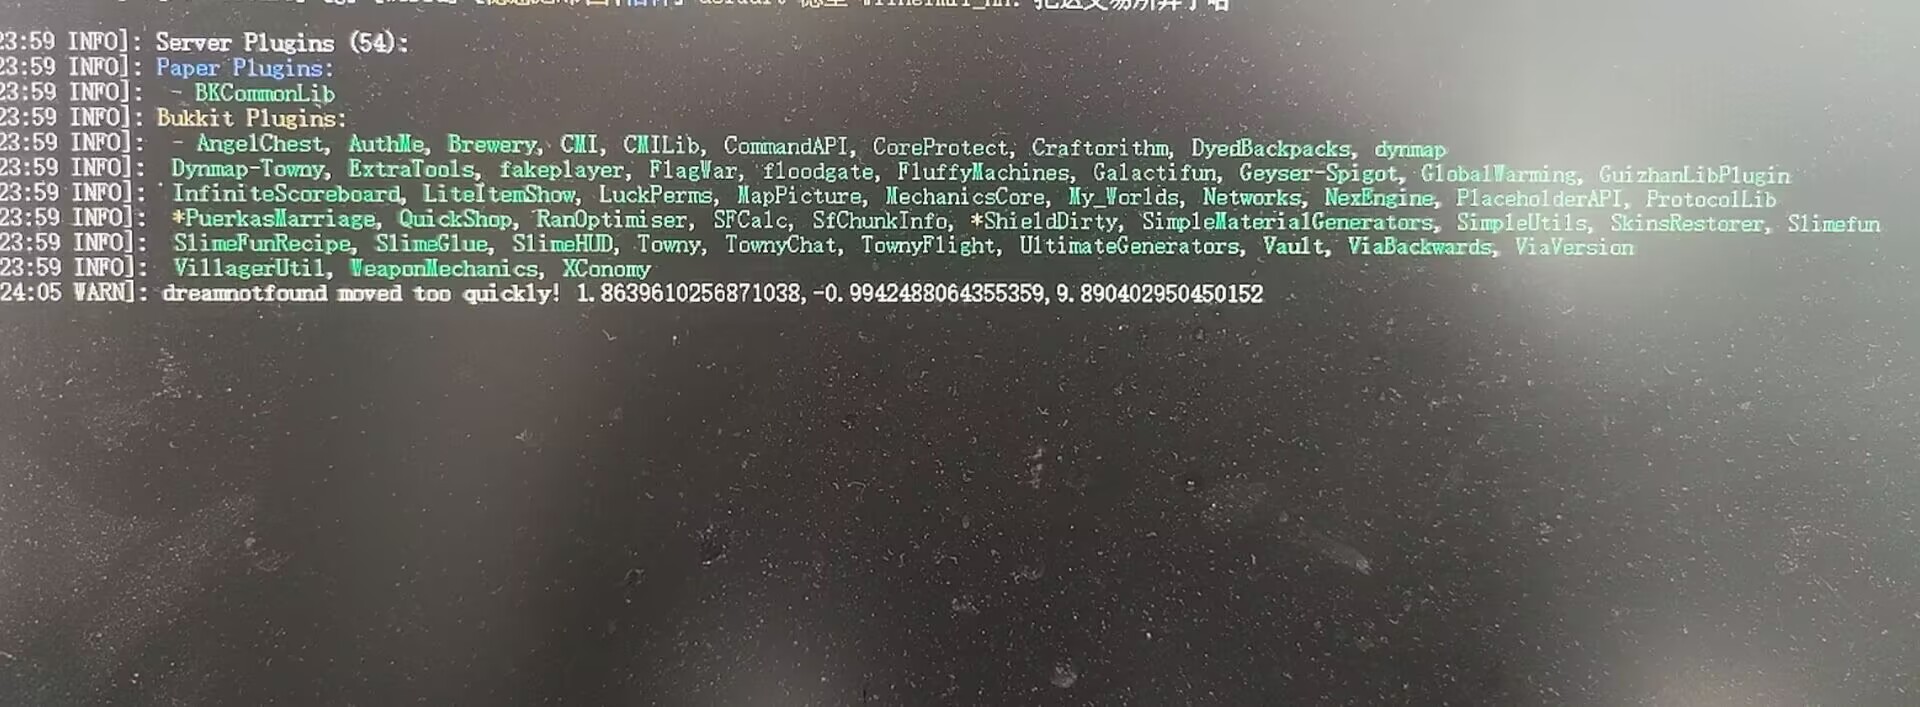 23:59 INFO]: Server Plugins (54):
23:59 INFO]: Paper Plugins:
23:59 INFO]:  - BKCommonLib
23:59 INFO]: Bukkit Plugins:
23:59 INFO]:  - AngelChest, AuthMe, Brewery, CMI, CMILib, CommandAPI, CoreProtect, Craftorithm, DyedBackpacks, dynmap
23:59 INFO]:  Dynmap-Towny, ExtraTools, fakeplayer, FlagWar, floodgate, FluffyMachines, Galactifun, Geyser-Spigot, GlobalWarming, GuizhanLibPlugin
23:59 INFO]:  InfiniteScoreboard, LiteItemShow, LuckPerms, MapPicture, MechanicsCore, My_Worlds, Networks, NexEngine, PlaceholderAPI, ProtocolLib
23:59 INFO]:  *PuerkasMarriage, QuickShop, RanOptimiser, SFCalc, SfChunkInfo, *ShieldDirty, SimpleMaterialGenerators, SimpleUtils, SkinsRestorer, Slimefun
23:59 INFO]:  SlimeFunRecipe, SlimeGlue, SlimeHUD, Towny, TownyChat, TownyFlight, UltimateGenerators, Vault, ViaBackwards, ViaVersion
23:59 INFO]:  VillagerUtil, WeaponMechanics, XConomy
24:05 WARN]: dreamnotfound moved too quickly! 1.8639610256871038,-0.9942488064355359,9.890402950450152